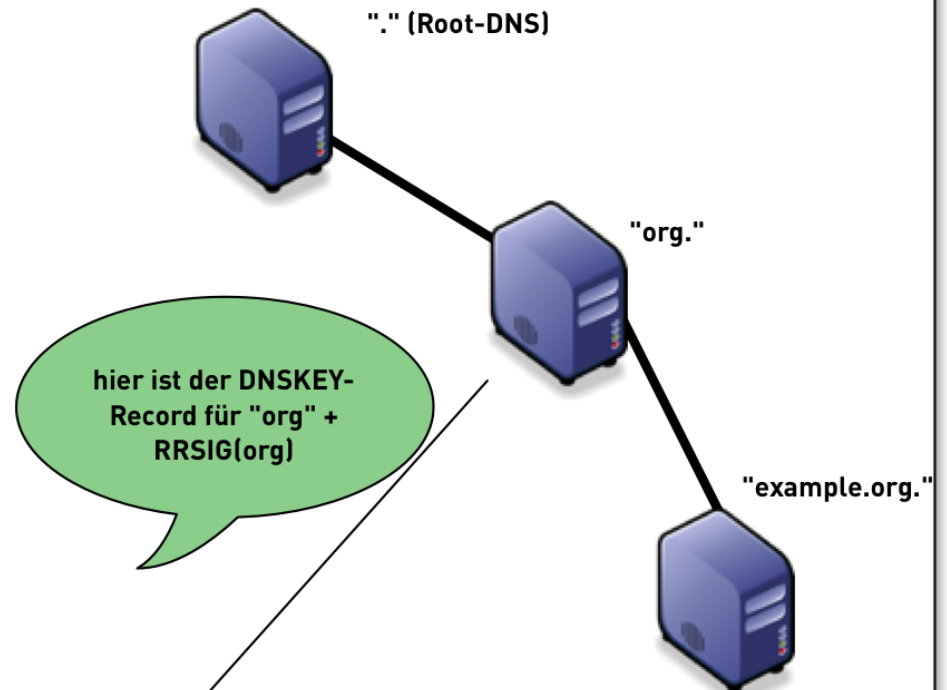 "." (Root-DNS)
"org."
hier ist der DNSKEY-
Record für "org" +
RRSIG(org)
"example.org."